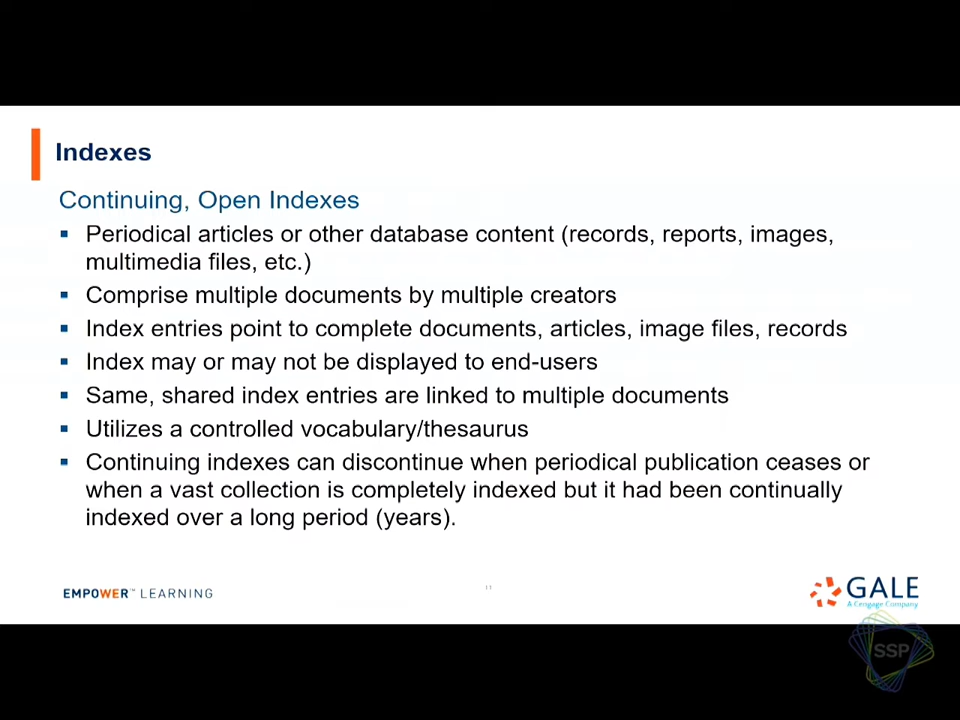 Indexes
Continuing, Open Indexes
▪ Periodical articles or other database content (records, reports, images,
multimedia files, etc.)
▪ Comprise multiple documents by multiple creators
▪ Index entries point to complete documents, articles, image files, records
▪ Index may or may not be displayed to end-users
▪ Same, shared index entries are linked to multiple documents
▪ Utilizes a controlled vocabulary/thesaurus
▪ Continuing indexes can discontinue when periodical publication ceases or
when a vast collection is completely indexed but it had been continually
indexed over a long period (years).
EMPOWER™ LEARNING
GALE
A Cengage Company
SSP